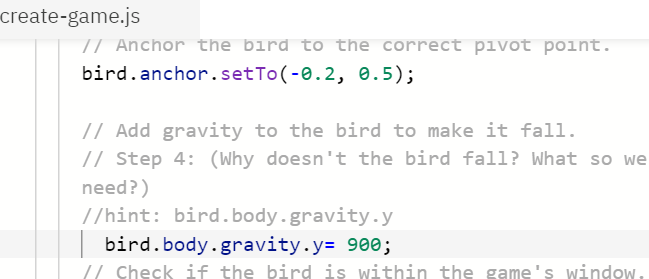 create-game.js
// Anchor the bird to the correct pivot point.
bird.anchor.setTo(-0.2, 0.5);
// Add gravity to the bird to make it fall.
// Step 4: (Why doesn't the bird fall? What so we
need?)
//hint: bird.body.gravity.y
bird.body.gravity.y= 900;
// Check if the bird is within the game's window.